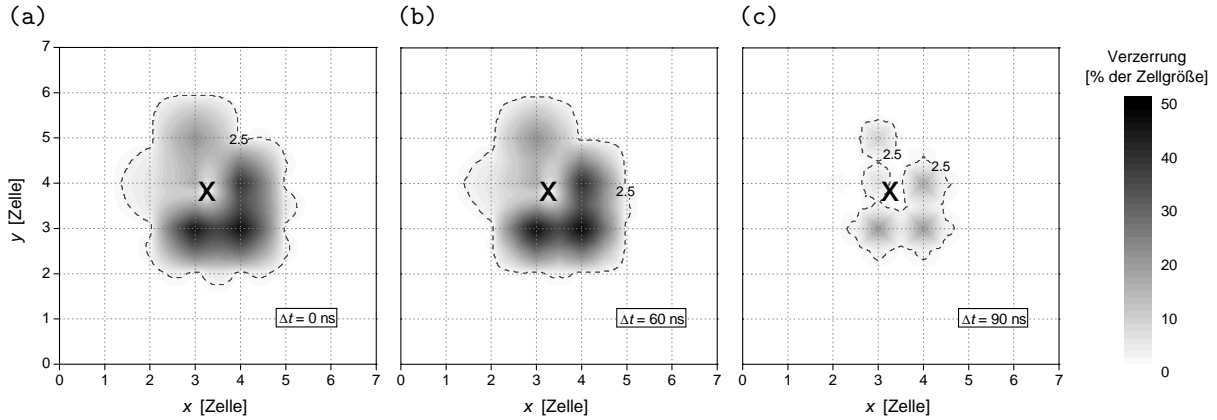 (a)
(b)
(c)
7
6
5
4
3
2
1
0
y [Zelle]
0 1 2 3 4 5 6 7
x [Zelle]
2.5
X
Δt = 0 ns
0 1 2 3 4 5 6 7
x [Zelle]
2.5
X
Δt = 60 ns
0 1 2 3 4 5 6 7
x [Zelle]
2.5
2.5
X
Δt = 90 ns
Verzerrung
[% der Zellgröße]
50
40
30
20
10
0